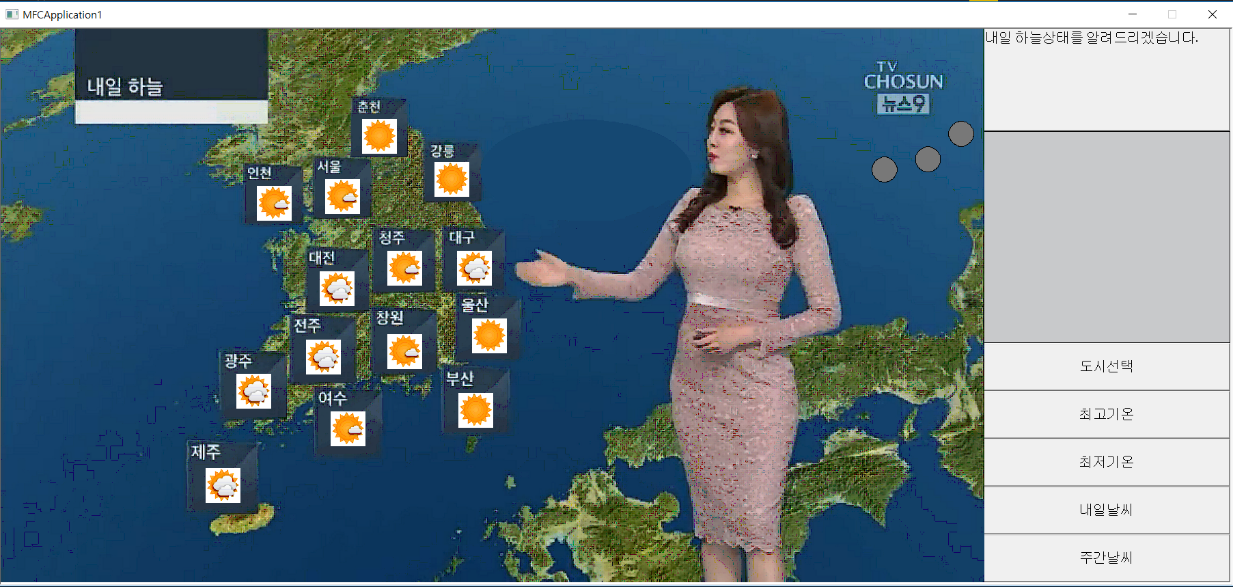 MFCApplication1
내일 하늘상태를 알려드리겠습니다.
내일 하늘
TV
CHOSUN
뉴스9
춘천
강릉
인천
서울
청주
대구
대전
울산
전주
창원
광주
부산
여수
제주
도시선택
최고기온
최저기온
내일날씨
주간날씨